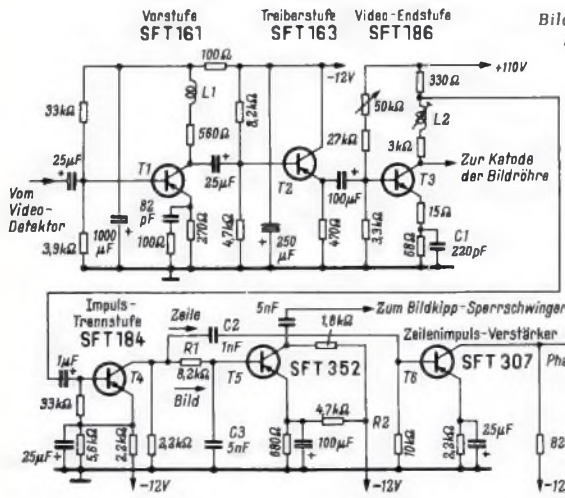 Vorstufe
SFT 161
Treiberstufe
SFT 163
Video-Endstufe
SFT 186
100Ω
-12V
+110V
330Ω
33kΩ
L1
560Ω
8,2kΩ
50kΩ
27kΩ
L2
3kΩ
25µF
T1
25µF
T2
100µF
T3
Zur Katode
der Bildröhre
Vom
Video-
Detektor
3,9kΩ
1000
µF
82
pF
100Ω
270Ω
4,7kΩ
250
µF
470Ω
3,3kΩ
15Ω
68Ω
C1
220pF
Impuls-
Trennstufe
SFT 184
Zeile
C2
1nF
5nF
Zum Bildkipp-Sperrschwinger
1,8kΩ
Zeilenimpuls-Verstärker
1µF
T4
R1
8,2kΩ
Bild
T5
SFT 352
T6
SFT 307
Pha
33kΩ
25µF
5,6kΩ
2,2kΩ
2,2kΩ
C3
5nF
680Ω
100µF
4,7kΩ
R2
10kΩ
2,2kΩ
25µF
82
-12V
-12V
-12
Bild